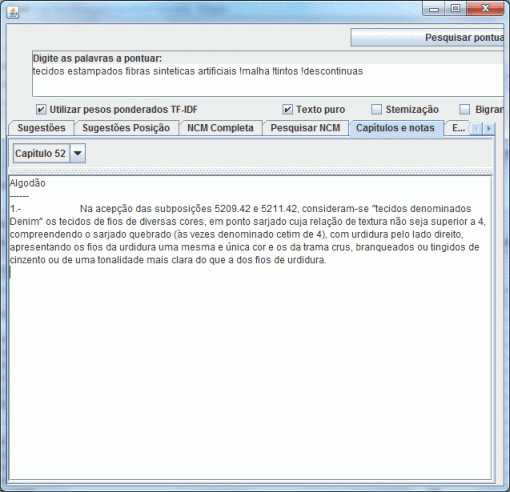 Pesquisar pontua
Digite as palavras a pontuar:
tecidos estampados fibras sinteticas artificiais !malha !tintos !descontinuas
Utilizar pesos ponderados TF-IDF Texto puro Stemização Bigran
Sugestões Sugestões Posição NCM Completa Pesquisar NCM Capítulos e notas E...
Capitulo 52
Algodão
------
1.- Na acepção das subposições 5209.42 e 5211.42, consideram-se "tecidos denominados
Denim" os tecidos de fios de diversas cores, em ponto sarjado cuja relação de textura não seja superior a 4,
compreendendo o sarjado quebrado (às vezes denominado cetim de 4), com urdidura pelo lado direito,
apresentando os fios da urdidura uma mesma e única cor e os da trama crus, branqueados ou tingidos de
cinzento ou de uma tonalidade mais clara do que a dos fios de urdidura.